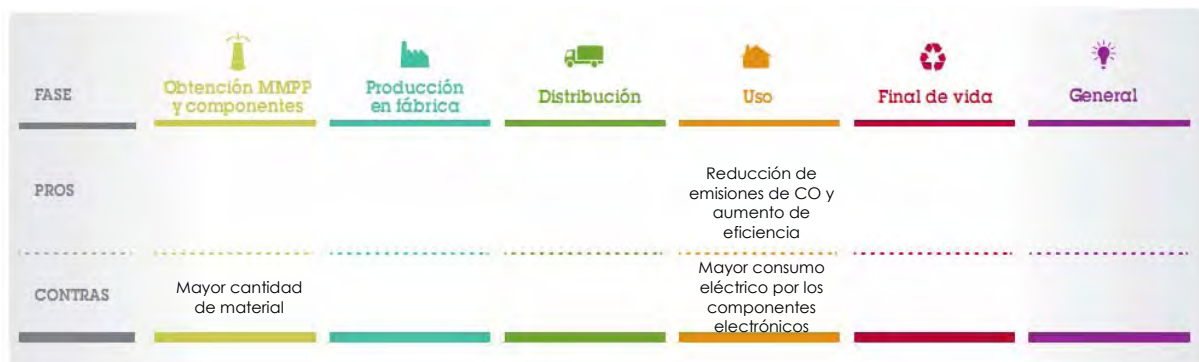 FASE
Obtención MMPP
y componentes
Producción
en fábrica
Distribución
Uso
Final de vida
General
PROS
Reducción de
emisiones de CO y
aumento de
eficiencia
CONTRAS
Mayor cantidad
de material
Mayor consumo
eléctrico por los
componentes
electrónicos